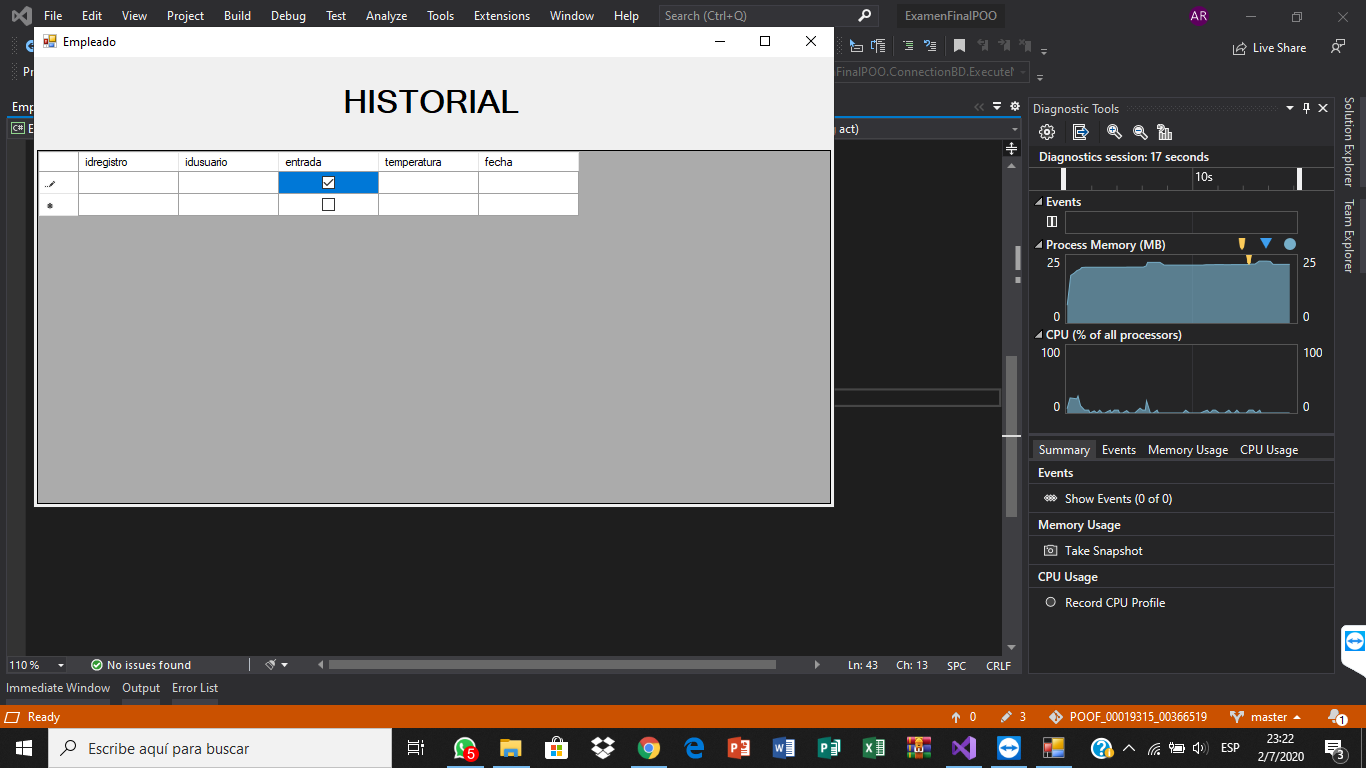 File Edit View Project Build Debug Test Analyze Tools Extensions Window Help Search (Ctrl+Q) ExamenFinalPOO AR
Empleado
Live Share
FinalPOO.ConnectionBD.Execute
HISTORIAL
act)
Diagnostic Tools
Solution Explorer
Team Explorer
Diagnostics session: 17 seconds
10s
idregistro idusuario entrada temperatura fecha
Events
Process Memory (MB)
25 25
0 0
CPU (% of all processors)
100 100
0 0
Summary Events Memory Usage CPU Usage
Events
Show Events (0 of 0)
Memory Usage
Take Snapshot
CPU Usage
Record CPU Profile
110 % No issues found Ln: 43 Ch: 13 SPC CRLF
Immediate Window Output Error List
Ready 0 3 POOF_00019315_00366519 master 1
Escribe aquí para buscar 5 ESP 23:22
2/7/2020 3